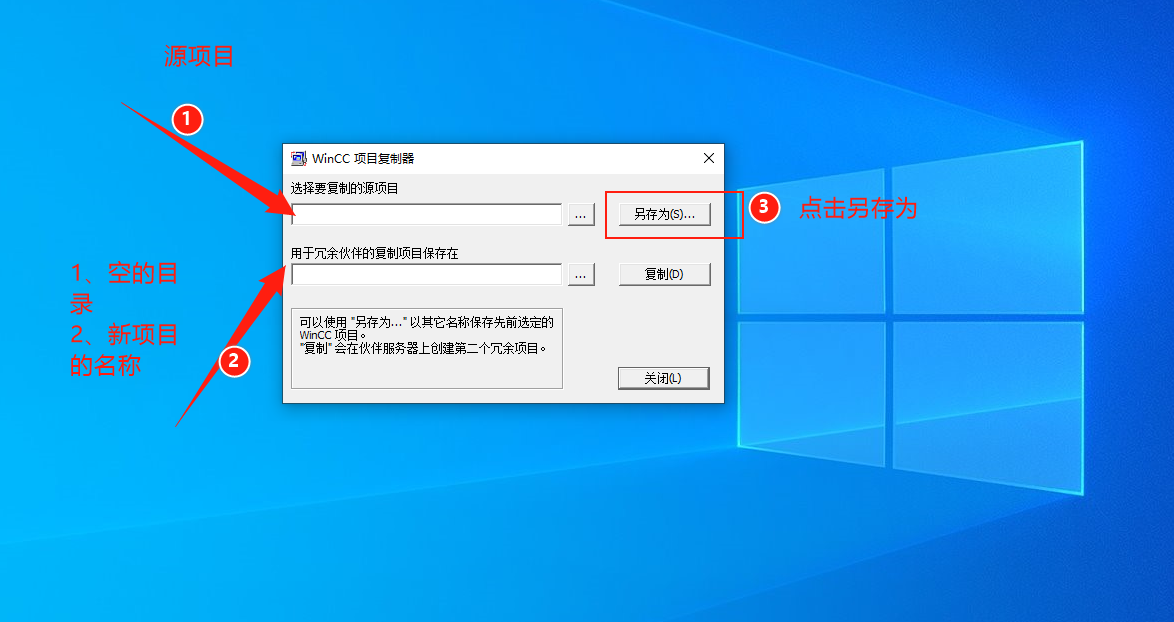 源项目
1
WinCC 项目复制器
选择要复制的源项目
...
另存为(S)...
3
点击另存为
用于冗余伙伴的复制项目保存在
...
复制(D)
1、空的目
录
2、新项目
的名称
2
可以使用 "另存为..." 以其它名称保存先前选定的
WinCC 项目。
"复制" 会在伙伴服务器上创建第二个冗余项目。
关闭(L)